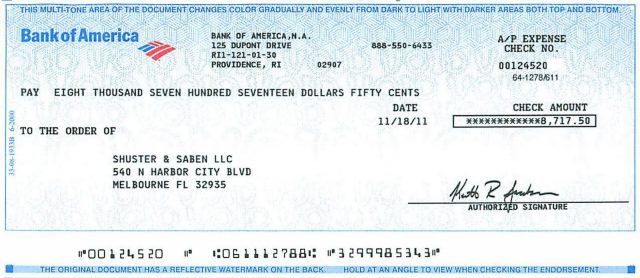 THIS MULTI-TONE AREA OF THE DOCUMENT CHANGES COLOR GRADUALLY AND EVENLY FROM DARK TO LIGHT WITH DARKER AREAS BOTH TOP AND BOTTOM.
Bank of America
BANK OF AMERICA,N.A.
125 DUPONT DRIVE
RI1-121-01-30
PROVIDENCE, RI 02907
888-550-6433
A/P EXPENSE
CHECK NO.
00124520
64-1278/611
PAY EIGHT THOUSAND SEVEN HUNDRED SEVENTEEN DOLLARS FIFTY CENTS
DATE
11/18/11
CHECK AMOUNT
************8,717.50
TO THE ORDER OF
33-08-1933B 6-2000
SHUSTER & SABEN LLC
540 N HARBOR CITY BLVD
MELBOURNE FL 32935
AUTHORIZED SIGNATURE
⑈00124520⑈ ⑆061112788⑆ ⑈3299985343⑈
THE ORIGINAL DOCUMENT HAS A REFLECTIVE WATERMARK ON THE BACK. HOLD AT AN ANGLE TO VIEW WHEN CHECKING THE ENDORSEMENT.